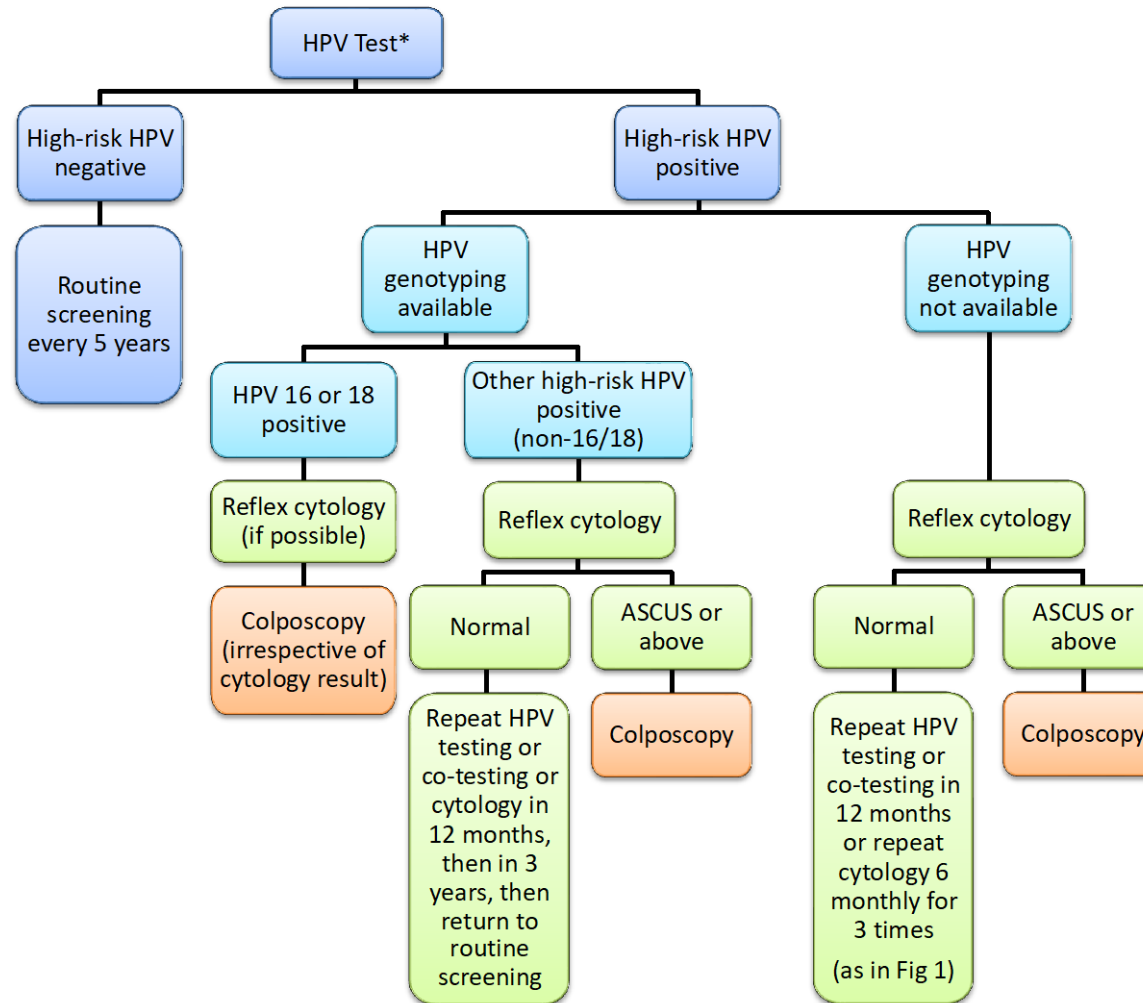 HPV Test*
High-risk HPV
negative
High-risk HPV
positive
Routine
screening
every 5 years
HPV
genotyping
available
HPV
genotyping
not available
HPV 16 or 18
positive
Other high-risk HPV
positive
(non-16/18)
Reflex cytology
(if possible)
Reflex cytology
Reflex cytology
Colposcopy
(irrespective of
cytology result)
Normal
ASCUS or
above
Normal
ASCUS or
above
Repeat HPV
testing or
co-testing or
cytology in
12 months,
then in 3
years, then
return to
routine
screening
Colposcopy
Repeat HPV
testing or
co-testing in
12 months
or repeat
cytology 6
monthly for
3 times
(as in Fig 1)
Colposcopy